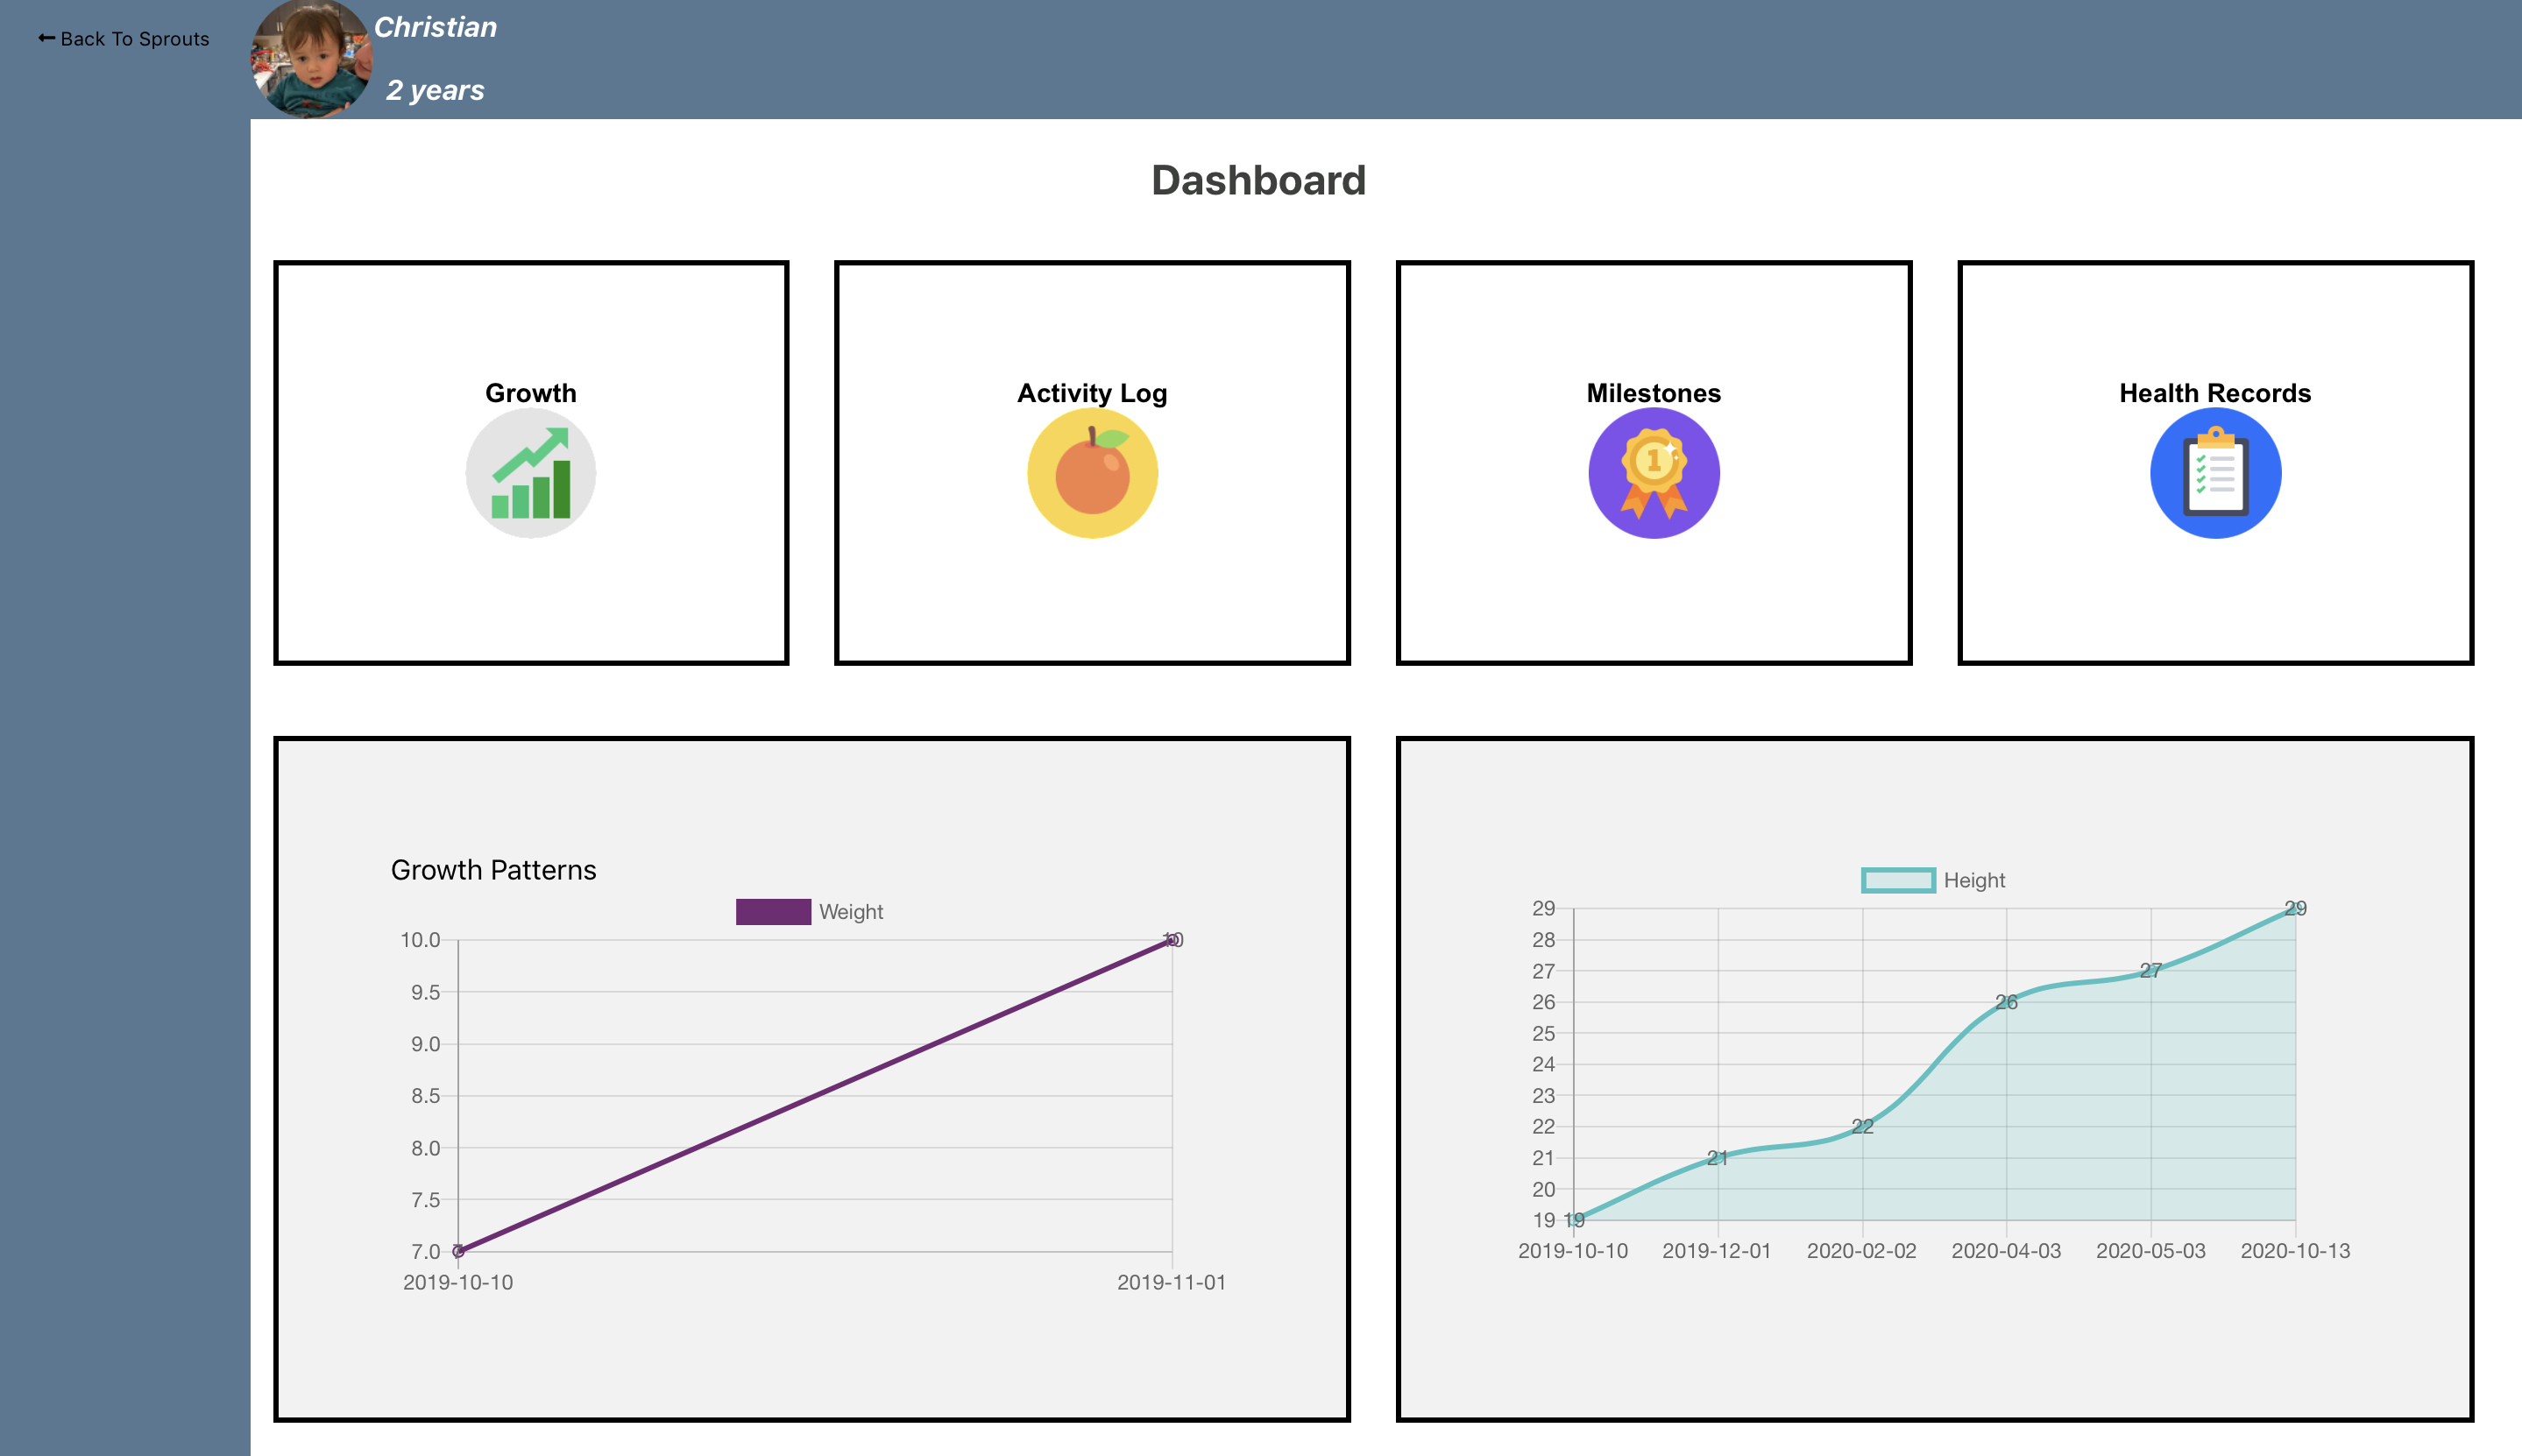 Back To Sprouts
Christian
2 years
Dashboard
Growth
Activity Log
Milestones
Health Records
1
Growth Patterns
Weight
10.0
9.5
9.0
8.5
8.0
7.5
7.0
7
10
2019-10-10 2019-11-01
Height
29
28
27
26
25
24
23
22
21
20
19
19
21
22
26
27
29
2019-10-10 2019-12-01 2020-02-02 2020-04-03 2020-05-03 2020-10-13